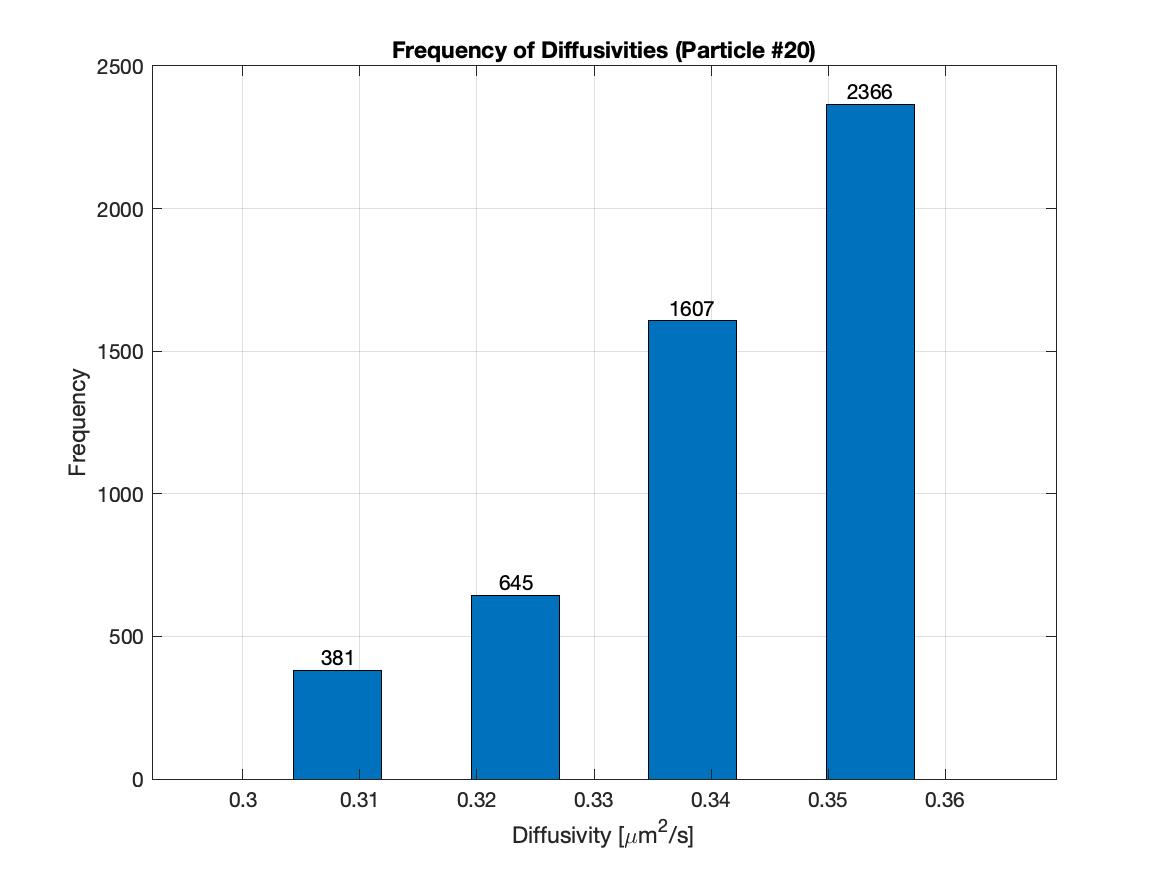 Frequency of Diffusivities (Particle #20)
2500
2366
2000
1607
1500
Frequency
1000
645
500
381
0
0.3 0.31 0.32 0.33 0.34 0.35 0.36
Diffusivity [μm²/s]